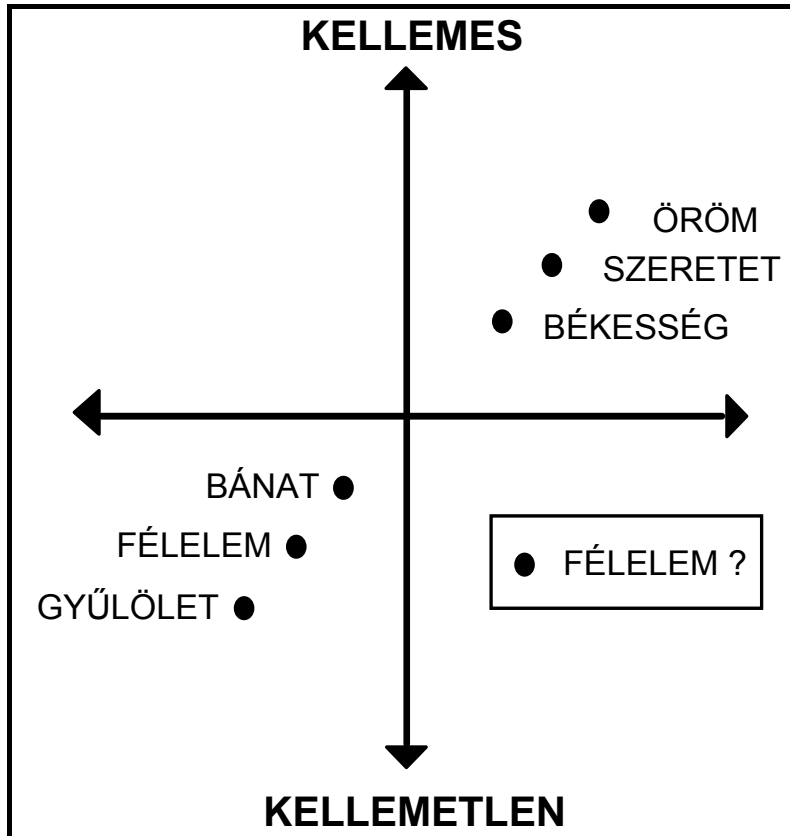 KELLEMES
ÖRÖM
SZERETET
BÉKESSÉG
BÁNAT
FÉLELEM
FÉLELEM ?
GYŰLÖLET
KELLEMETLEN